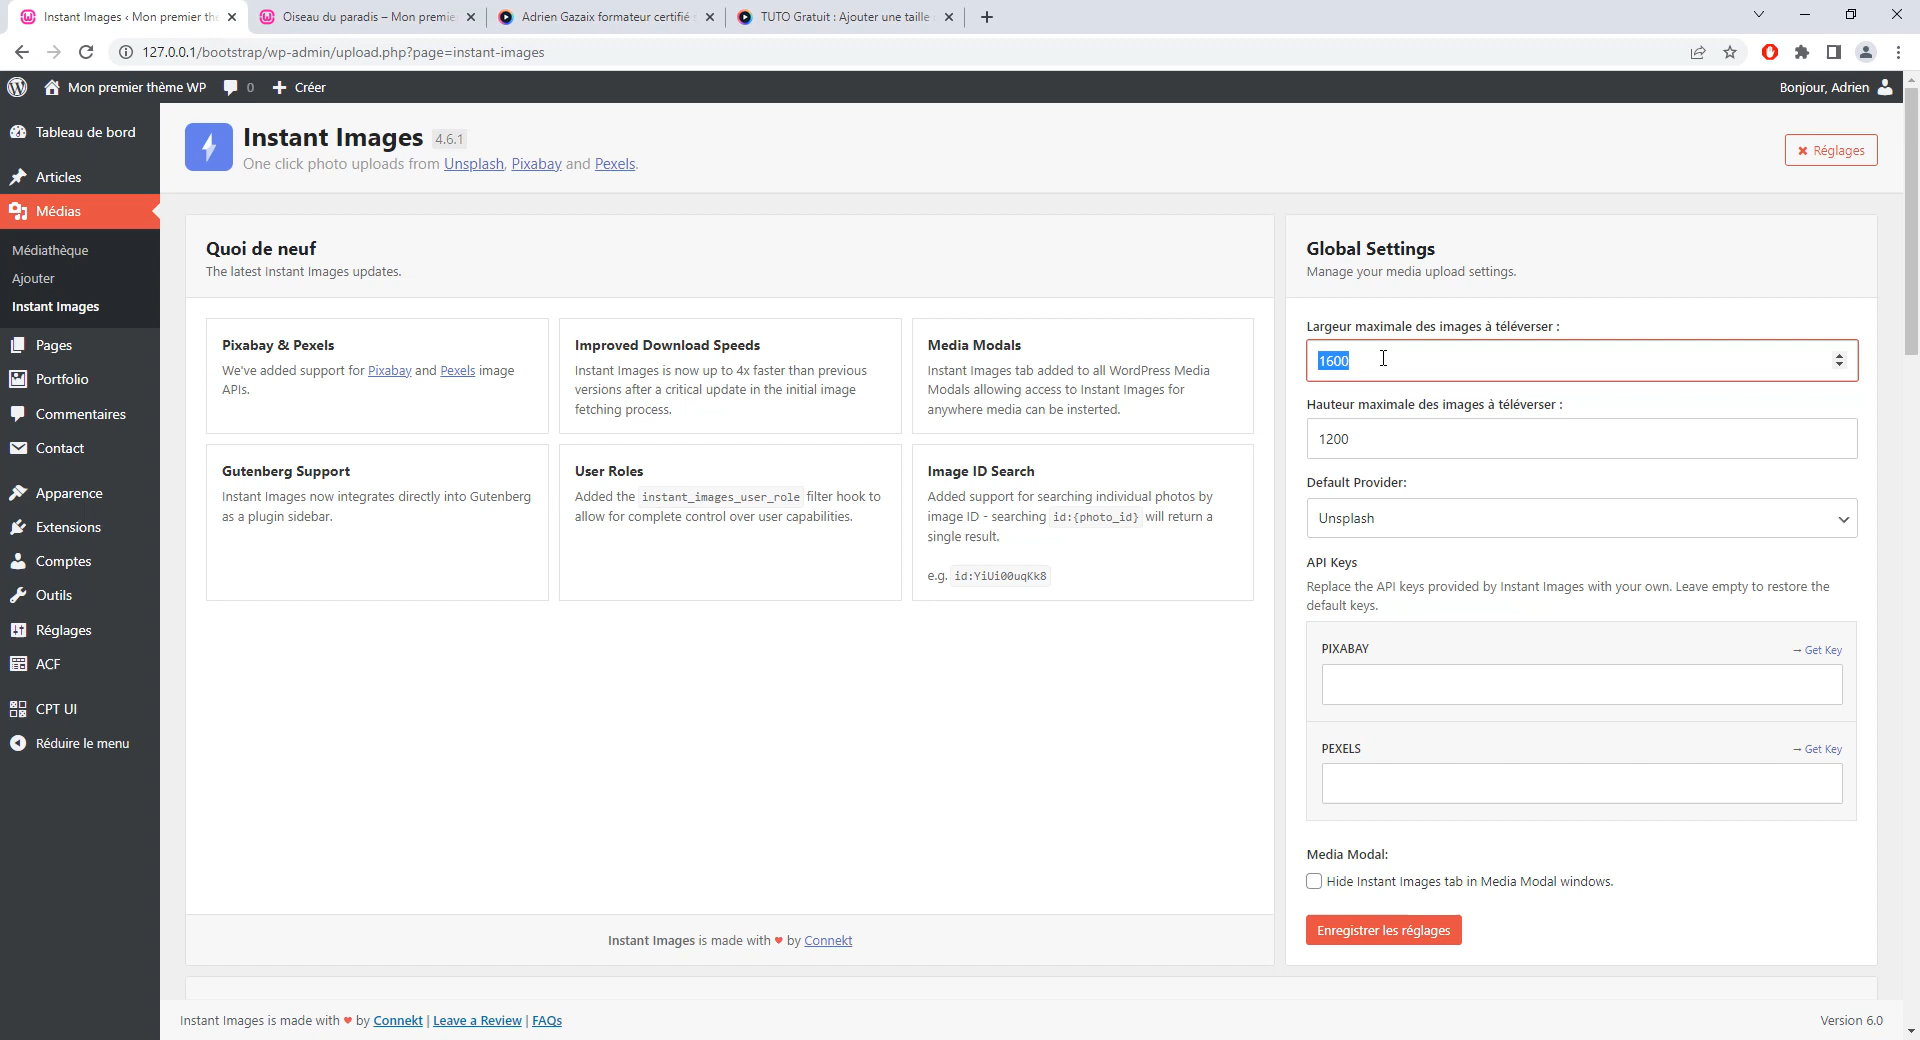 Instant Images ‹ Mon premier thè
Oiseau du paradis – Mon premie
Adrien Gazaix formateur certifié
TUTO Gratuit : Ajouter une taille
127.0.0.1/bootstrap/wp-admin/upload.php?page=instant-images
Mon premier thème WP
0
Créer
Bonjour, Adrien
Tableau de bord
Articles
Médias
Médiathèque
Ajouter
Instant Images
Pages
Portfolio
Commentaires
Contact
Apparence
Extensions
Comptes
Outils
Réglages
ACF
CPT UI
Réduire le menu
Instant Images 4.6.1
One click photo uploads from Unsplash, Pixabay and Pexels.
Réglages
Quoi de neuf
The latest Instant Images updates.
Pixabay & Pexels
We've added support for Pixabay and Pexels image
APIs.
Improved Download Speeds
Instant Images is now up to 4x faster than previous
versions after a critical update in the initial image
fetching process.
Media Modals
Instant Images tab added to all WordPress Media
Modals allowing access to Instant Images for
anywhere media can be insterted.
Gutenberg Support
Instant Images now integrates directly into Gutenberg
as a plugin sidebar.
User Roles
Added the instant_images_user_role filter hook to
allow for complete control over user capabilities.
Image ID Search
Added support for searching individual photos by
image ID - searching id:{photo_id} will return a
single result.
e.g. id:YiUi00uqKk8
Instant Images is made with ♥ by Connekt
Global Settings
Manage your media upload settings.
Largeur maximale des images à téléverser :
1600
Hauteur maximale des images à téléverser :
1200
Default Provider:
Unsplash
API Keys
Replace the API keys provided by Instant Images with your own. Leave empty to restore the
default keys.
PIXABAY
→ Get Key
PEXELS
→ Get Key
Media Modal:
Hide Instant Images tab in Media Modal windows.
Enregistrer les réglages
Instant Images is made with ♥ by Connekt | Leave a Review | FAQs
Version 6.0